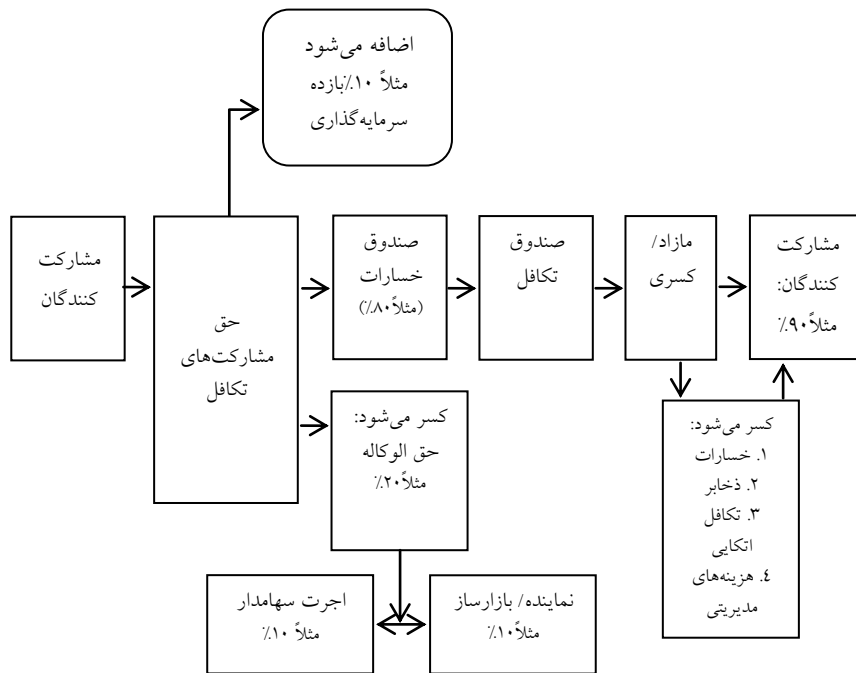 اضافه می‌شود
مثلاً ۱۰٪بازده
سرمایه‌گذاری
مشارکت
کنندگان
حق
مشارکت‌های
تکافل
صندوق
خسارات
(مثلاً۸۰٪)
صندوق
تکافل
مازاد/
کسری
مشارکت
کنندگان:
مثلاً۹۰٪
کسر می‌شود:
حق الوکاله
مثلاً۲۰٪
کسر می‌شود:
۱. خسارات
۲. ذخابر
۳. تکافل
اتکایی
٤. هزینه‌های
مدیریتی
اجرت سهامدار
مثلاً ۱۰٪
نماینده/ بازارساز
مثلاً۱۰٪